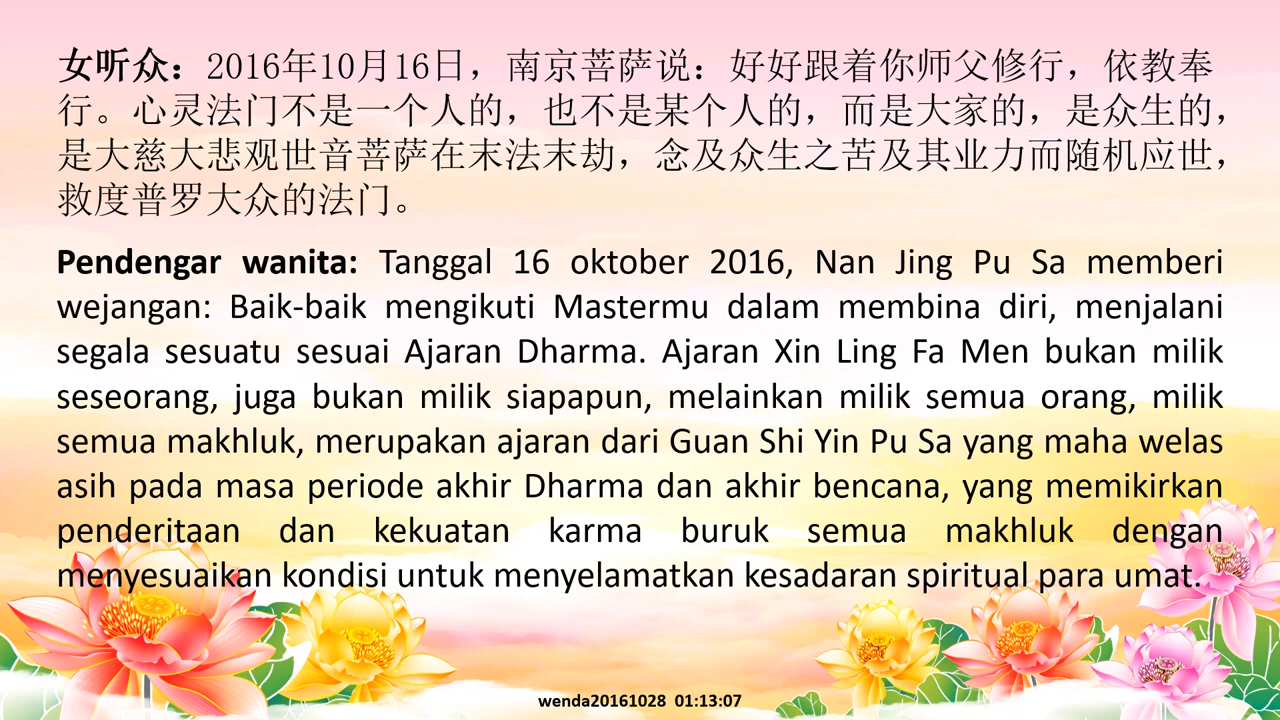 女听众：2016年10月16日，南京菩萨说：好好跟着你师父修行，依教奉
行。心灵法门不是一个人的，也不是某个人的，而是大家的，是众生的，
是大慈大悲观世音菩萨在末法末劫，念及众生之苦及其业力而随机应世，
救度普罗大众的法门。
Pendengar wanita: Tanggal 16 oktober 2016, Nan Jing Pu Sa memberi
wejangan: Baik-baik mengikuti Mastermu dalam membina diri, menjalani
segala sesuatu sesuai Ajaran Dharma. Ajaran Xin Ling Fa Men bukan milik
seseorang, juga bukan milik siapapun, melainkan milik semua orang, milik
semua makhluk, merupakan ajaran dari Guan Shi Yin Pu Sa yang maha welas
asih pada masa periode akhir Dharma dan akhir bencana, yang memikirkan
penderitaan dan kekuatan karma buruk semua makhluk dengan
menyesuaikan kondisi untuk menyelamatkan kesadaran spiritual para umat.
wenda20161028 01:13:07